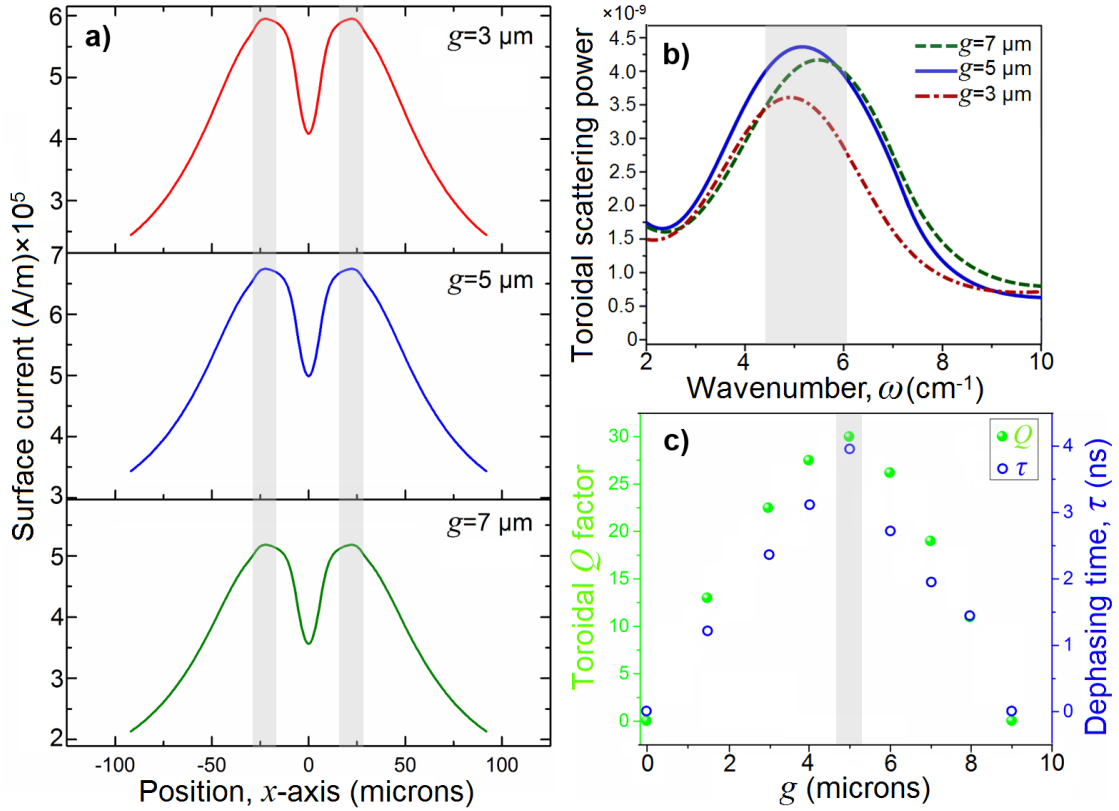 a)
g=3 µm
6
5
4
3
7
g=5 µm
6
5
4
3
g=7 µm
5
4
3
2
Surface current (A/m)×10⁵
-100 -50 0 50 100
Position, x-axis (microns)
×10⁻⁹
b)
g=7 µm
g=5 µm
g=3 µm
5.0
4.5
4.0
3.5
3.0
2.5
2.0
1.5
1.0
0.5
0
Toroidal scattering power
2 4 6 8 10
Wavenumber, ω (cm⁻¹)
c)
Q
τ
30
25
20
15
10
5
0
Toroidal Q factor
4
3
2
1
0
Dephasing time, τ (ns)
0 2 4 6 8 10
g (microns)